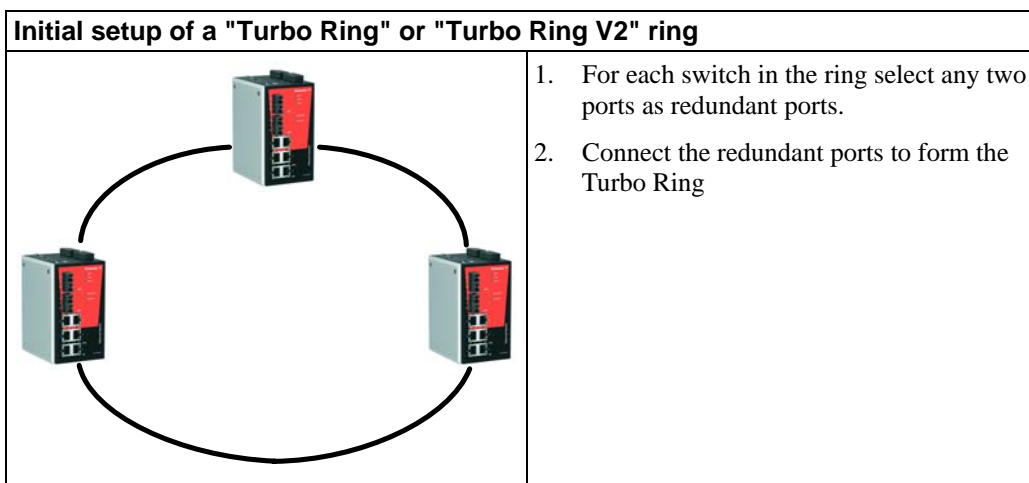 Initial setup of a "Turbo Ring" or "Turbo Ring V2" ring
1. For each switch in the ring select any two
ports as redundant ports.
2. Connect the redundant ports to form the
Turbo Ring